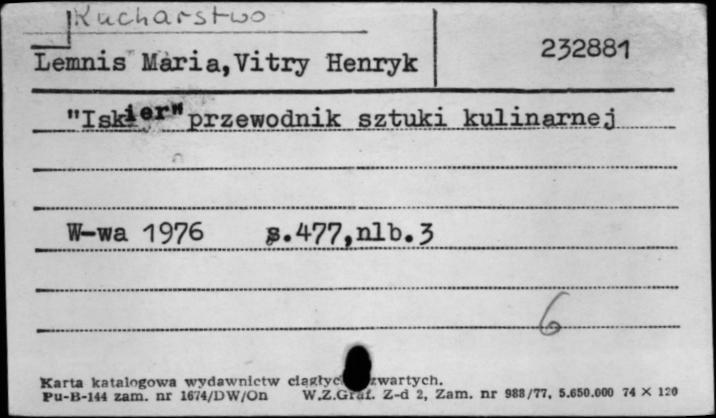 Kucharstwo
Lemnis Maria, Vitry Henryk
232881
"Iskier" przewodnik sztuki kulinarnej
W-wa 1976 s.477,nlb.3
6
Karta katalogowa wydawnictw zwartych.
Pu-B-144 zam. nr 1674/DW/On W.Z.Graf. Z-d 2, Zam. nr 988/77, 5.650.000 74 × 120